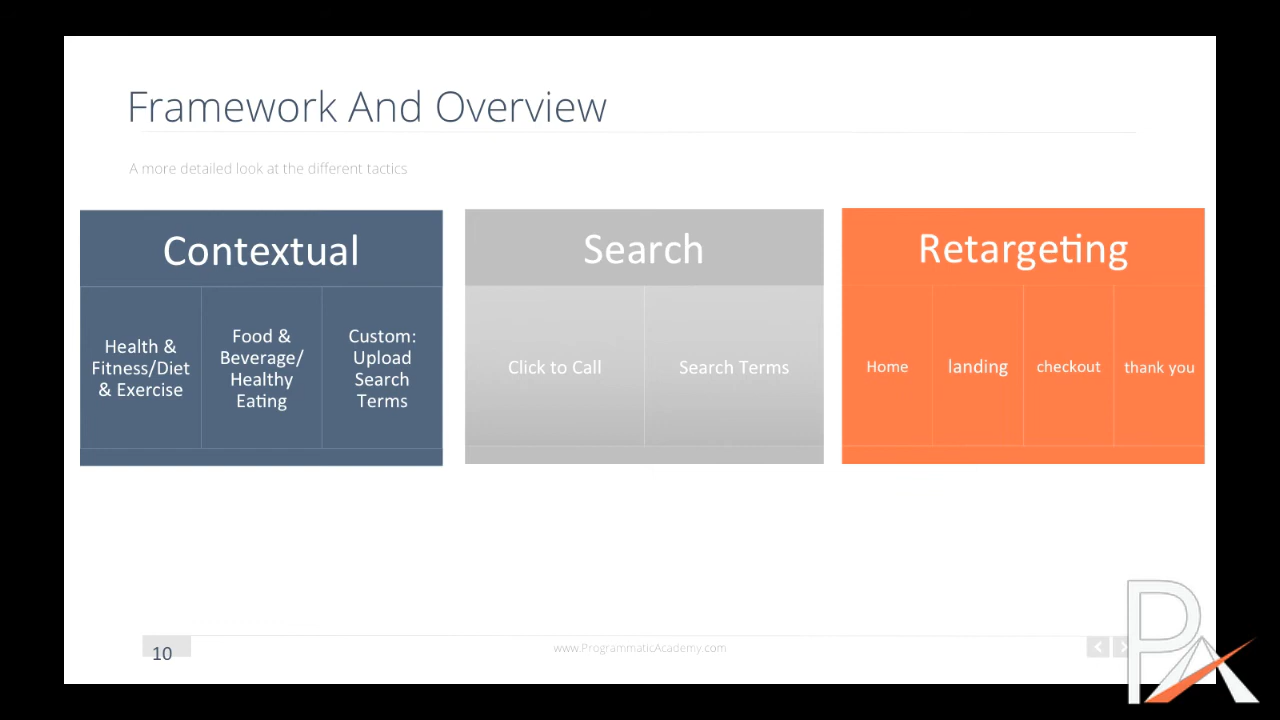 Framework And Overview
A more detailed look at the different tactics
Contextual
Health &
Fitness/Diet
& Exercise
Food &
Beverage/
Healthy
Eating
Custom:
Upload
Search
Terms
Search
Click to Call
Search Terms
Retargeting
Home
landing
checkout
thank you
10
www.ProgrammaticAcademy.com
PA